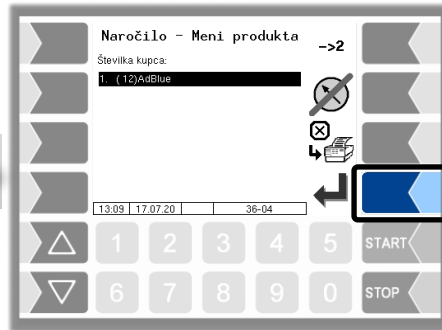 Naročilo - Meni produkta
->2
Številka kupca:
1. ( 12)AdBlue
13:09 17.07.20 36-04
1 2 3 4 5 START
6 7 8 9 0 STOP